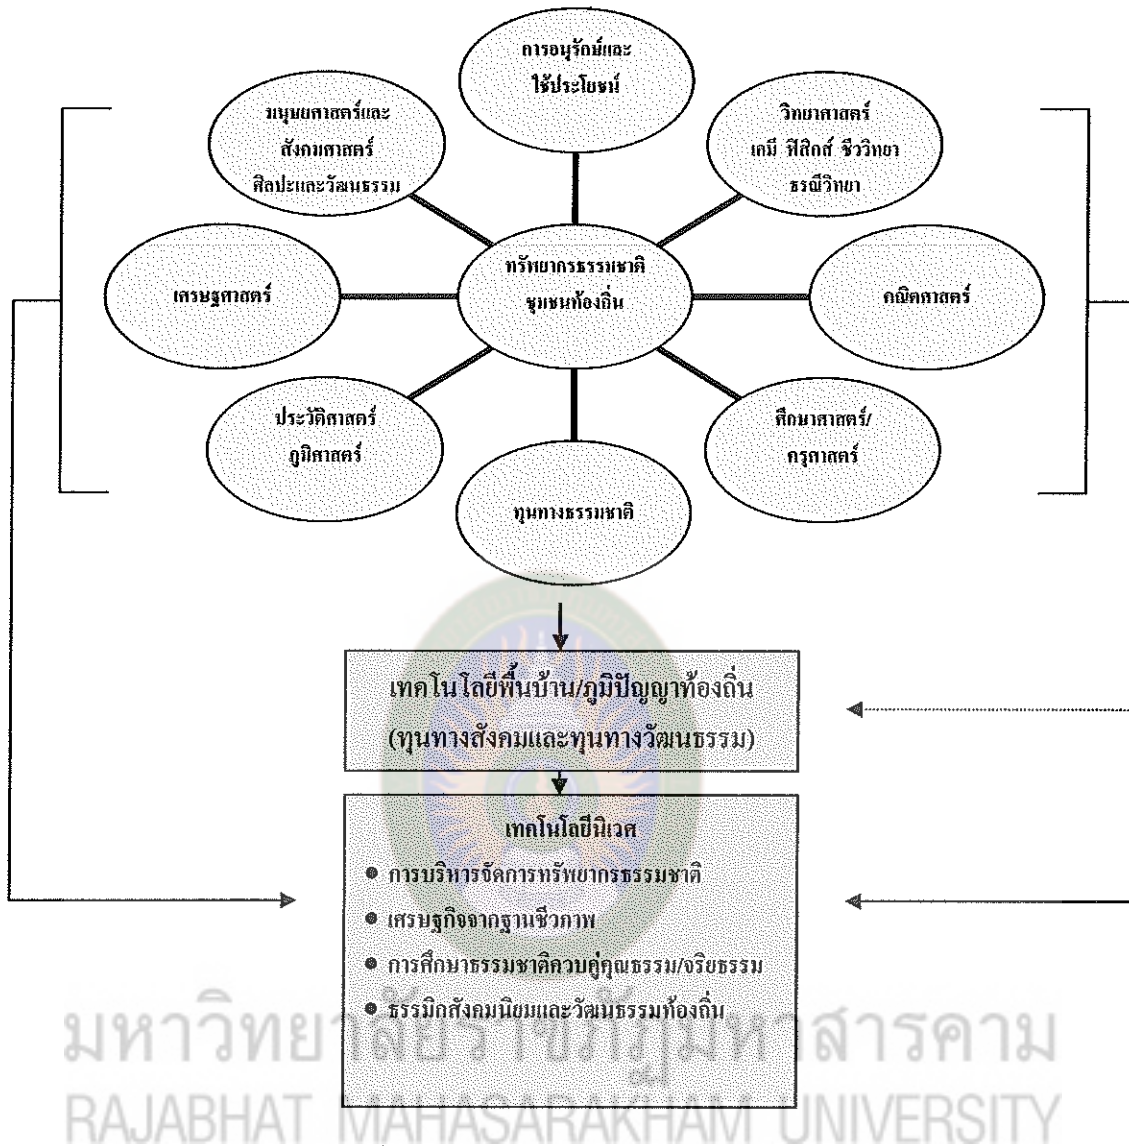 การอนุรักษ์และ
ใช้ประโยชน์
มนุษยศาสตร์และ
สังคมศาสตร์
ศิลปะและวัฒนธรรม
วิทยาศาสตร์
เคมี ฟิสิกส์ ชีววิทยา
ธรณีวิทยา
เศรษฐศาสตร์
ทรัพยากรธรรมชาติ
ชุมชนท้องถิ่น
คณิตศาสตร์
ประวัติศาสตร์
ภูมิศาสตร์
ศึกษาศาสตร์/
ครุศาสตร์
ทุนทางธรรมชาติ
เทคโนโลยีพื้นบ้าน/ภูมิปัญญาท้องถิ่น
(ทุนทางสังคมและทุนทางวัฒนธรรม)
เทคโนโลยีนิเวศ
● การบริหารจัดการทรัพยากรธรรมชาติ
● เศรษฐกิจจากฐานชีวภาพ
● การศึกษาธรรมชาติควบคู่คุณธรรม/จริยธรรม
● ธรรมิกสังคมนิยมและวัฒนธรรมท้องถิ่น
มหาวิทยาลัยราชภัฏมหาสารคาม
RAJABHAT MAHASARAKHAM UNIVERSITY